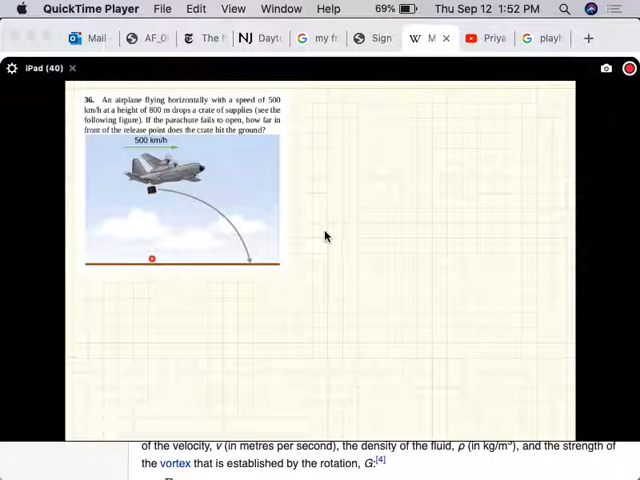 QuickTime Player File Edit View Window Help 69% Thu Sep 12 1:52 PM
Mail - AF_0 The N Dayto my fr Sign M Priya playl
iPad (40)
36. An airplane flying horizontally with a speed of 500
km/h at a height of 800 m drops a crate of supplies (see the
following figure). If the parachute fails to open, how far in
front of the release point does the crate hit the ground?
500 km/h
of the velocity, v (in metres per second), the density of the fluid, ρ (in kg/m³), and the strength of
the vortex that is established by the rotation, G:[4]